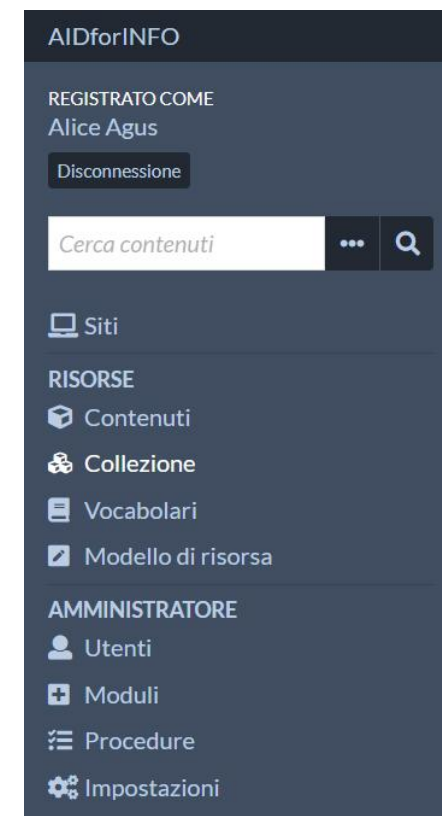 AIDforINFO
REGISTRATO COME
Alice Agus
Disconnessione
Cerca contenuti
Siti
RISORSE
Contenuti
Collezione
Vocabolari
Modello di risorsa
AMMINISTRATORE
Utenti
Moduli
Procedure
Impostazioni